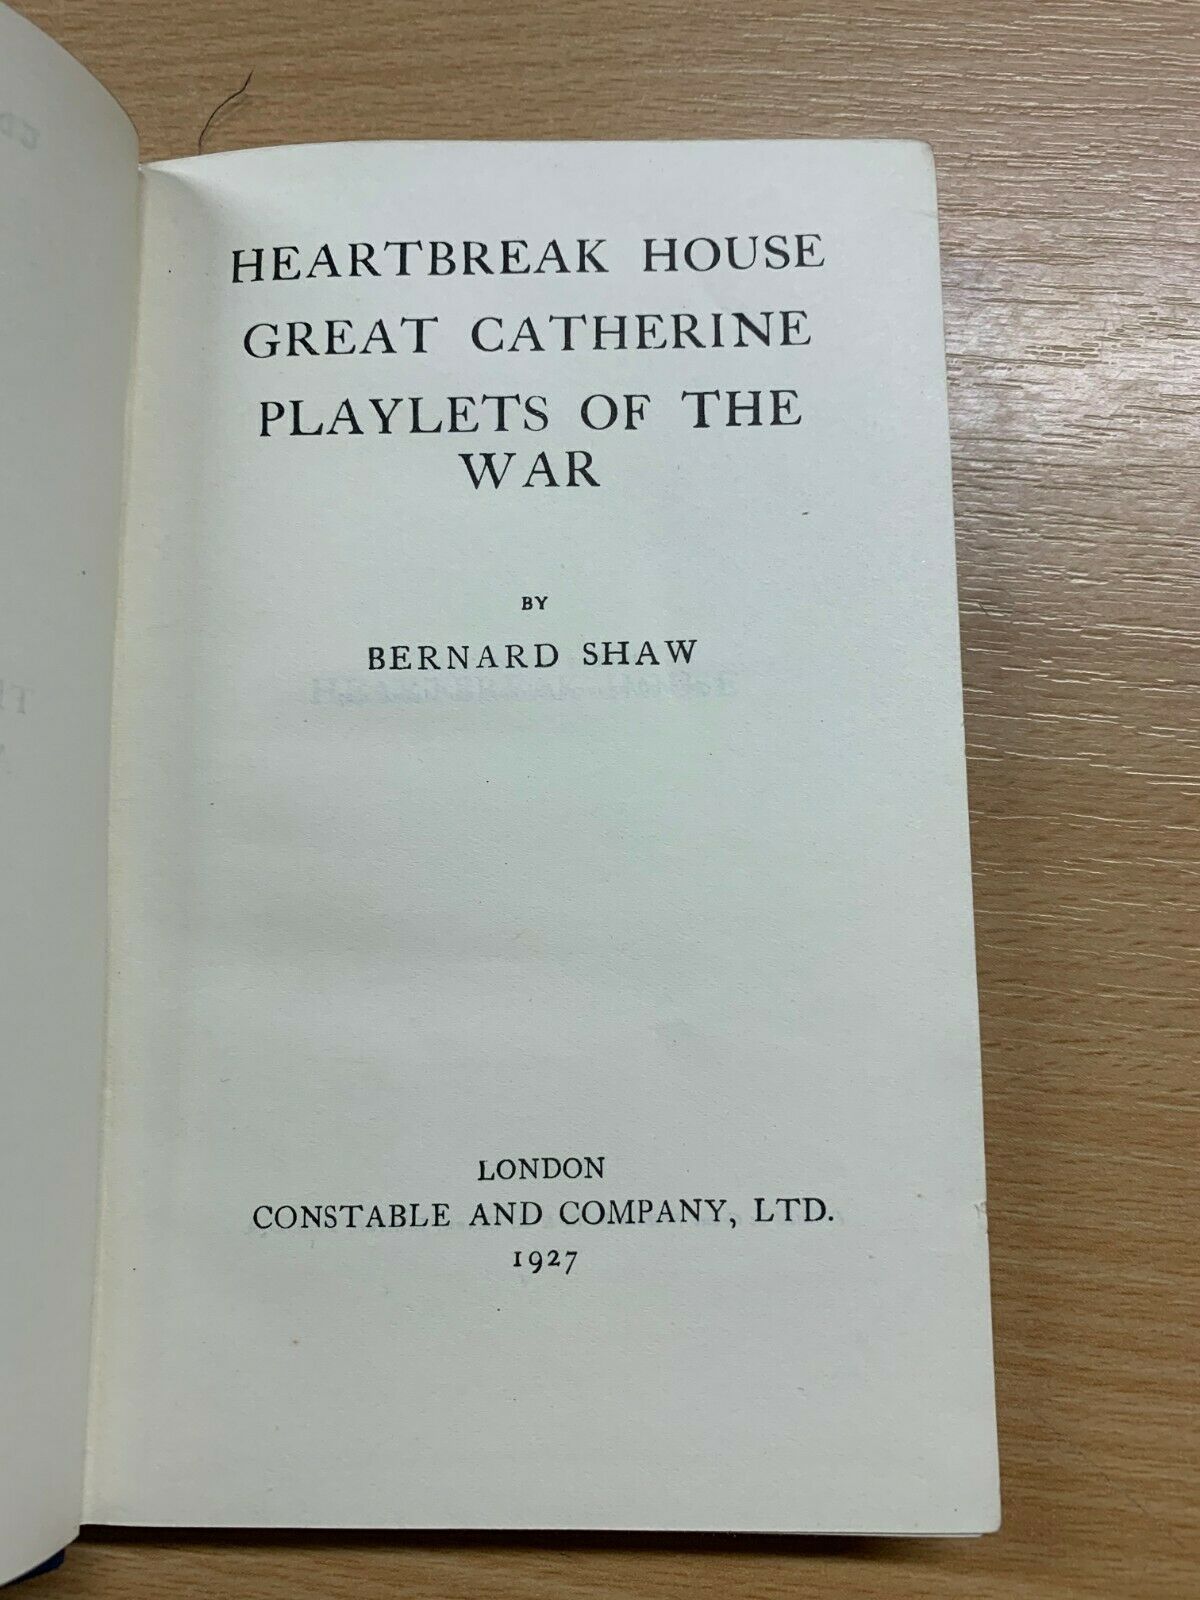 HEARTBREAK HOUSE
GREAT CATHERINE
PLAYLETS OF THE
WAR
BY
BERNARD SHAW
LONDON
CONSTABLE AND COMPANY, LTD.
1927